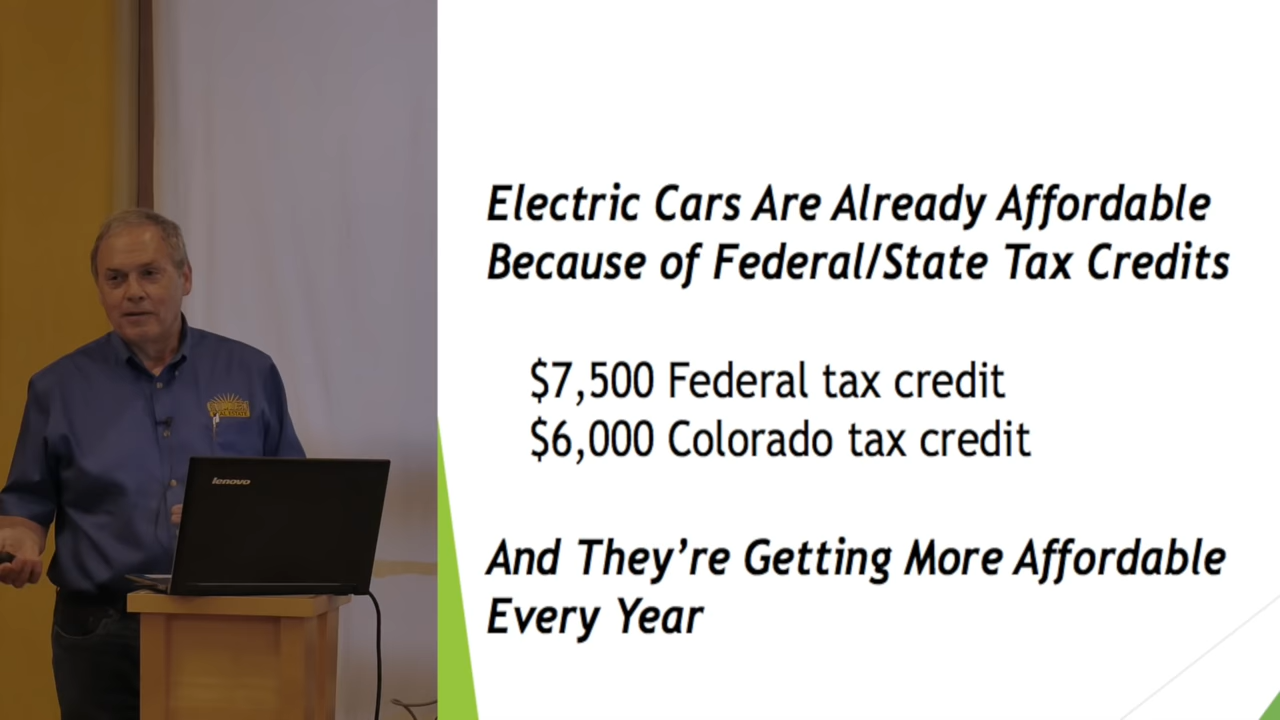 Electric Cars Are Already Affordable
Because of Federal/State Tax Credits
$7,500 Federal tax credit
$6,000 Colorado tax credit
And They’re Getting More Affordable
Every Year
lenovo